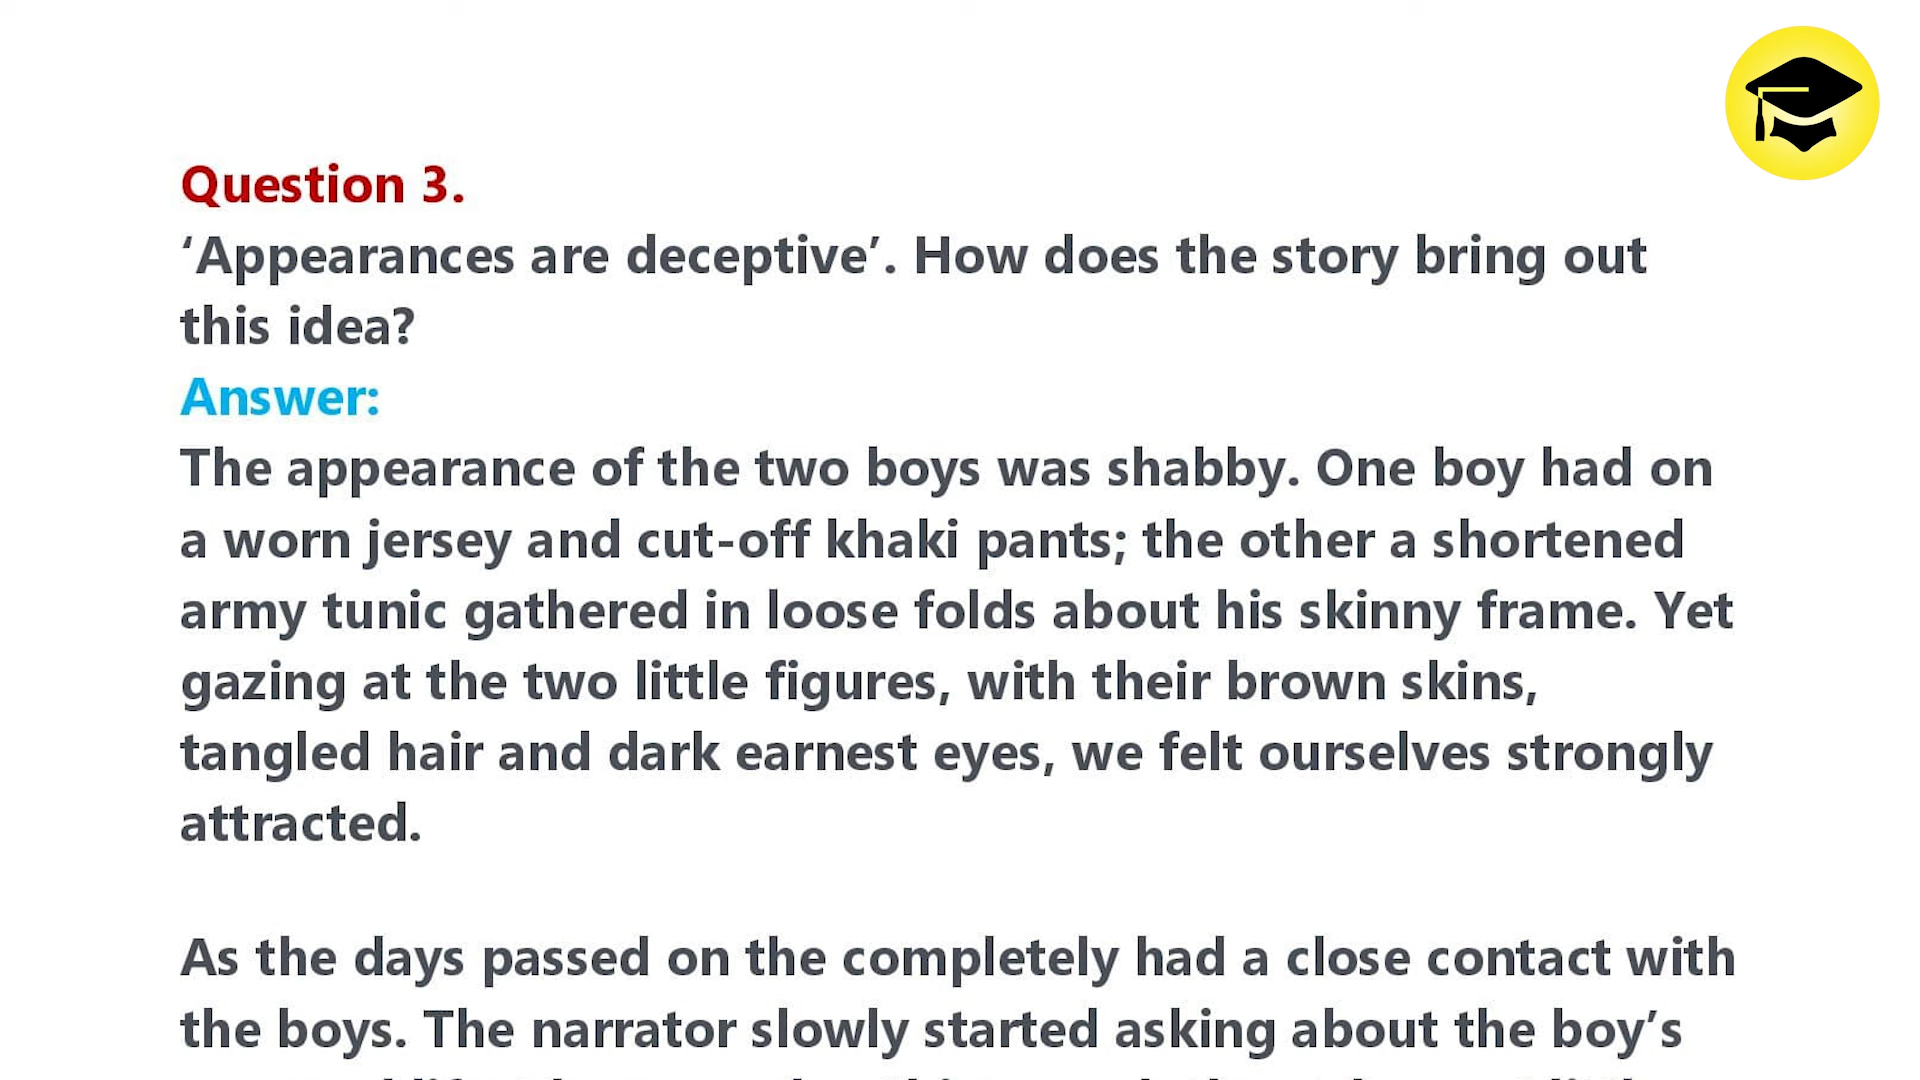 Question 3.
‘Appearances are deceptive’. How does the story bring out
this idea?
Answer:
The appearance of the two boys was shabby. One boy had on
a worn jersey and cut-off khaki pants; the other a shortened
army tunic gathered in loose folds about his skinny frame. Yet
gazing at the two little figures, with their brown skins,
tangled hair and dark earnest eyes, we felt ourselves strongly
attracted.
As the days passed on the completely had a close contact with
the boys. The narrator slowly started asking about the boy’s